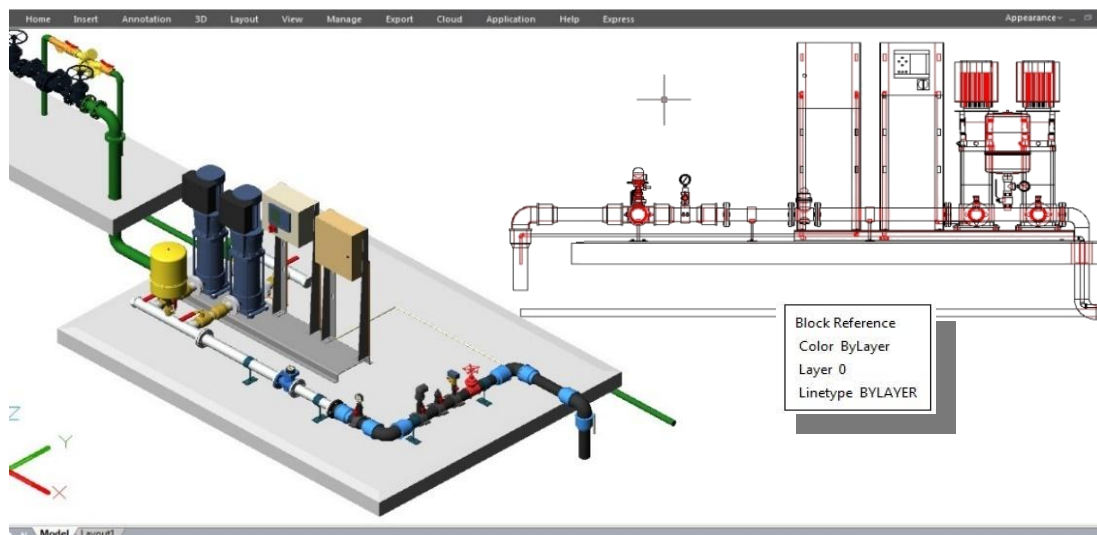 Home Insert Annotation 3D Layout View Manage Export Cloud Application Help Express Appearance
Block Reference
Color ByLayer
Layer 0
Linetype BYLAYER
Z
Y
X
Model Layout1